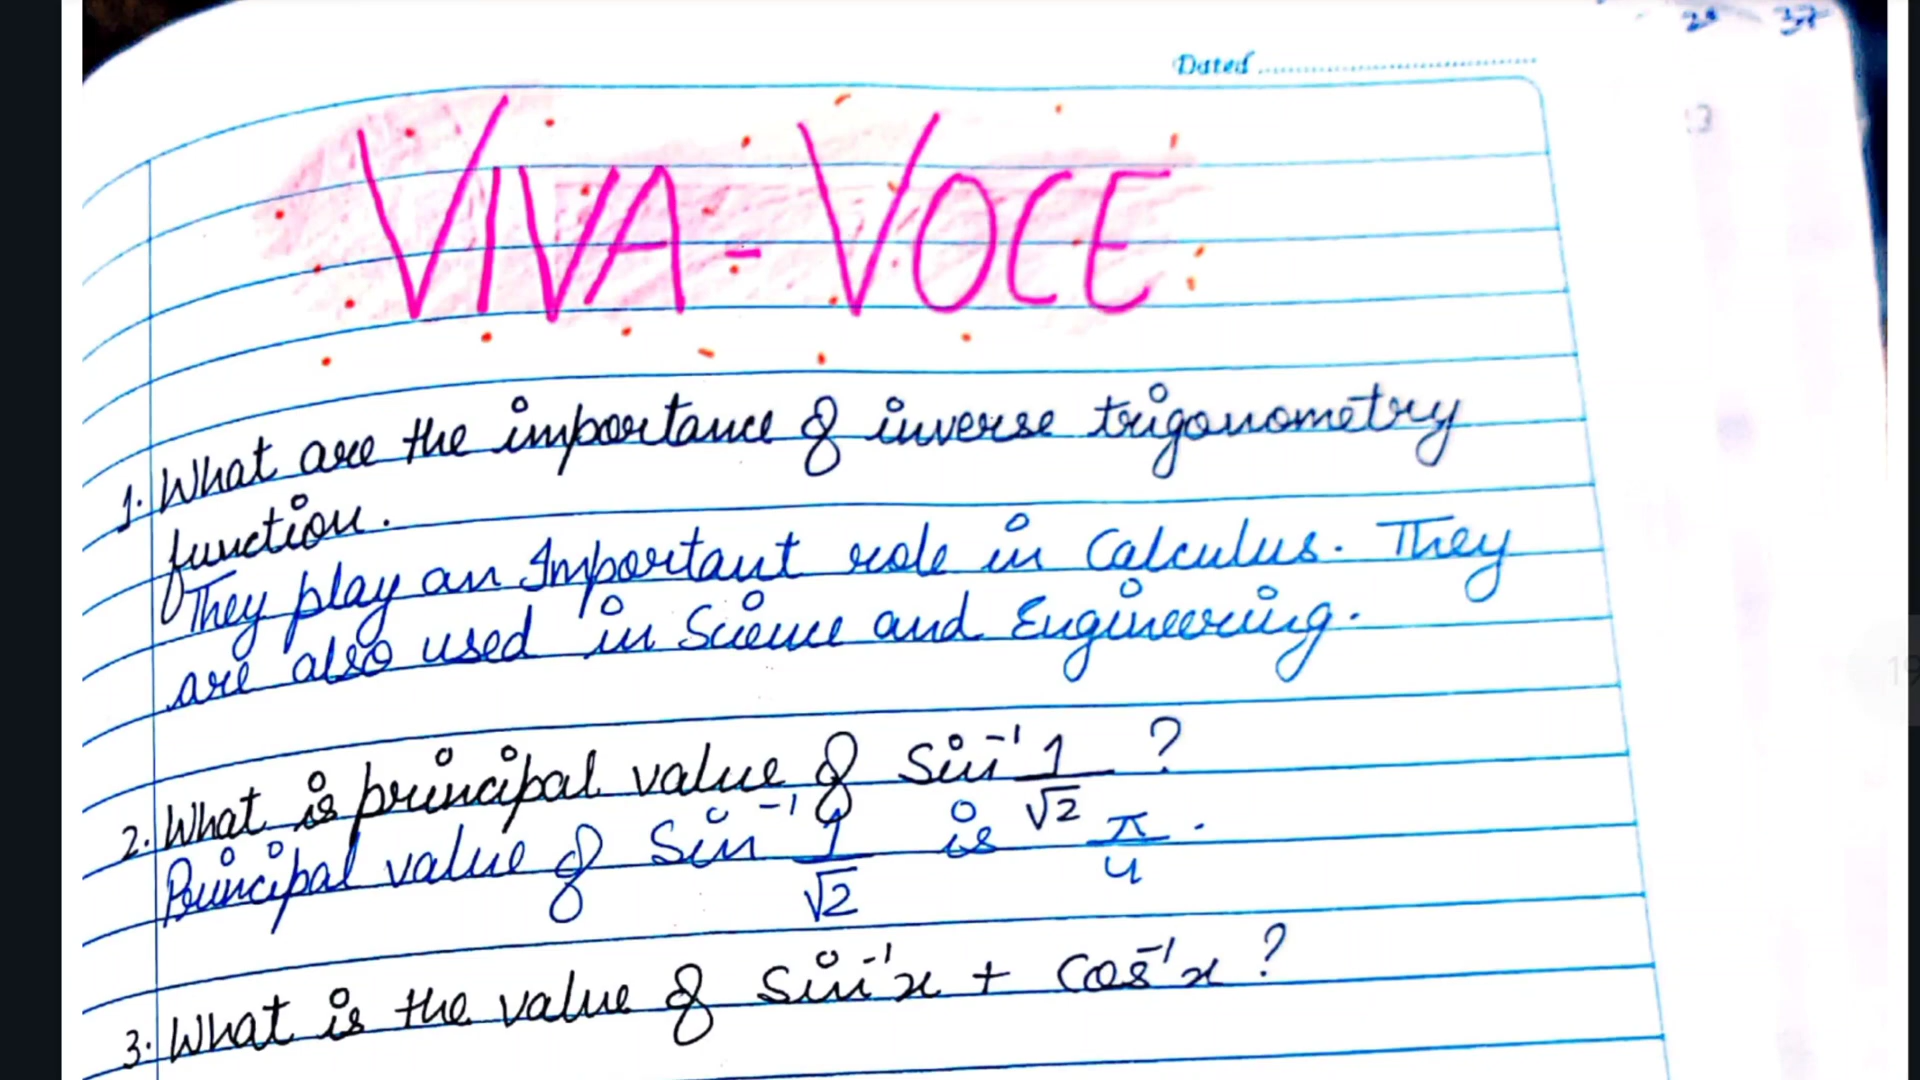 Dated
VIVA-VOCE
1. What are the importance of inverse trigonometry
function.
They play an Important role in Calculus. They
are also used in Science and Engineering.
2. What is principal value of Sin⁻¹ 1/√2 ?
Principal value of Sin⁻¹ 1/√2 is π/4.
3. What is the value of Sin⁻¹x + Cos⁻¹x ?